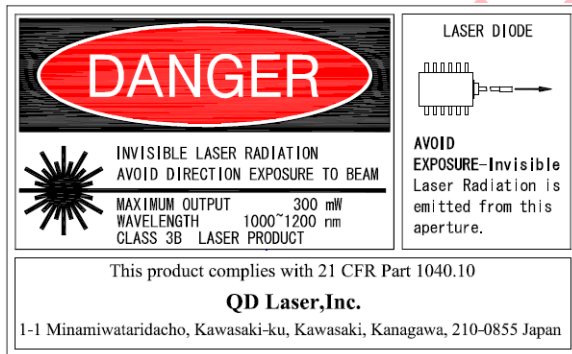 DANGER
INVISIBLE LASER RADIATION
AVOID DIRECTION EXPOSURE TO BEAM
MAXIMUM OUTPUT 300 mW
WAVELENGTH 1000~1200 nm
CLASS 3B LASER PRODUCT
LASER DIODE
AVOID
EXPOSURE-Invisible
Laser Radiation is
emitted from this
aperture.
This product complies with 21 CFR Part 1040.10
QD Laser,Inc.
1-1 Minamiwataridacho, Kawasaki-ku, Kawasaki, Kanagawa, 210-0855 Japan